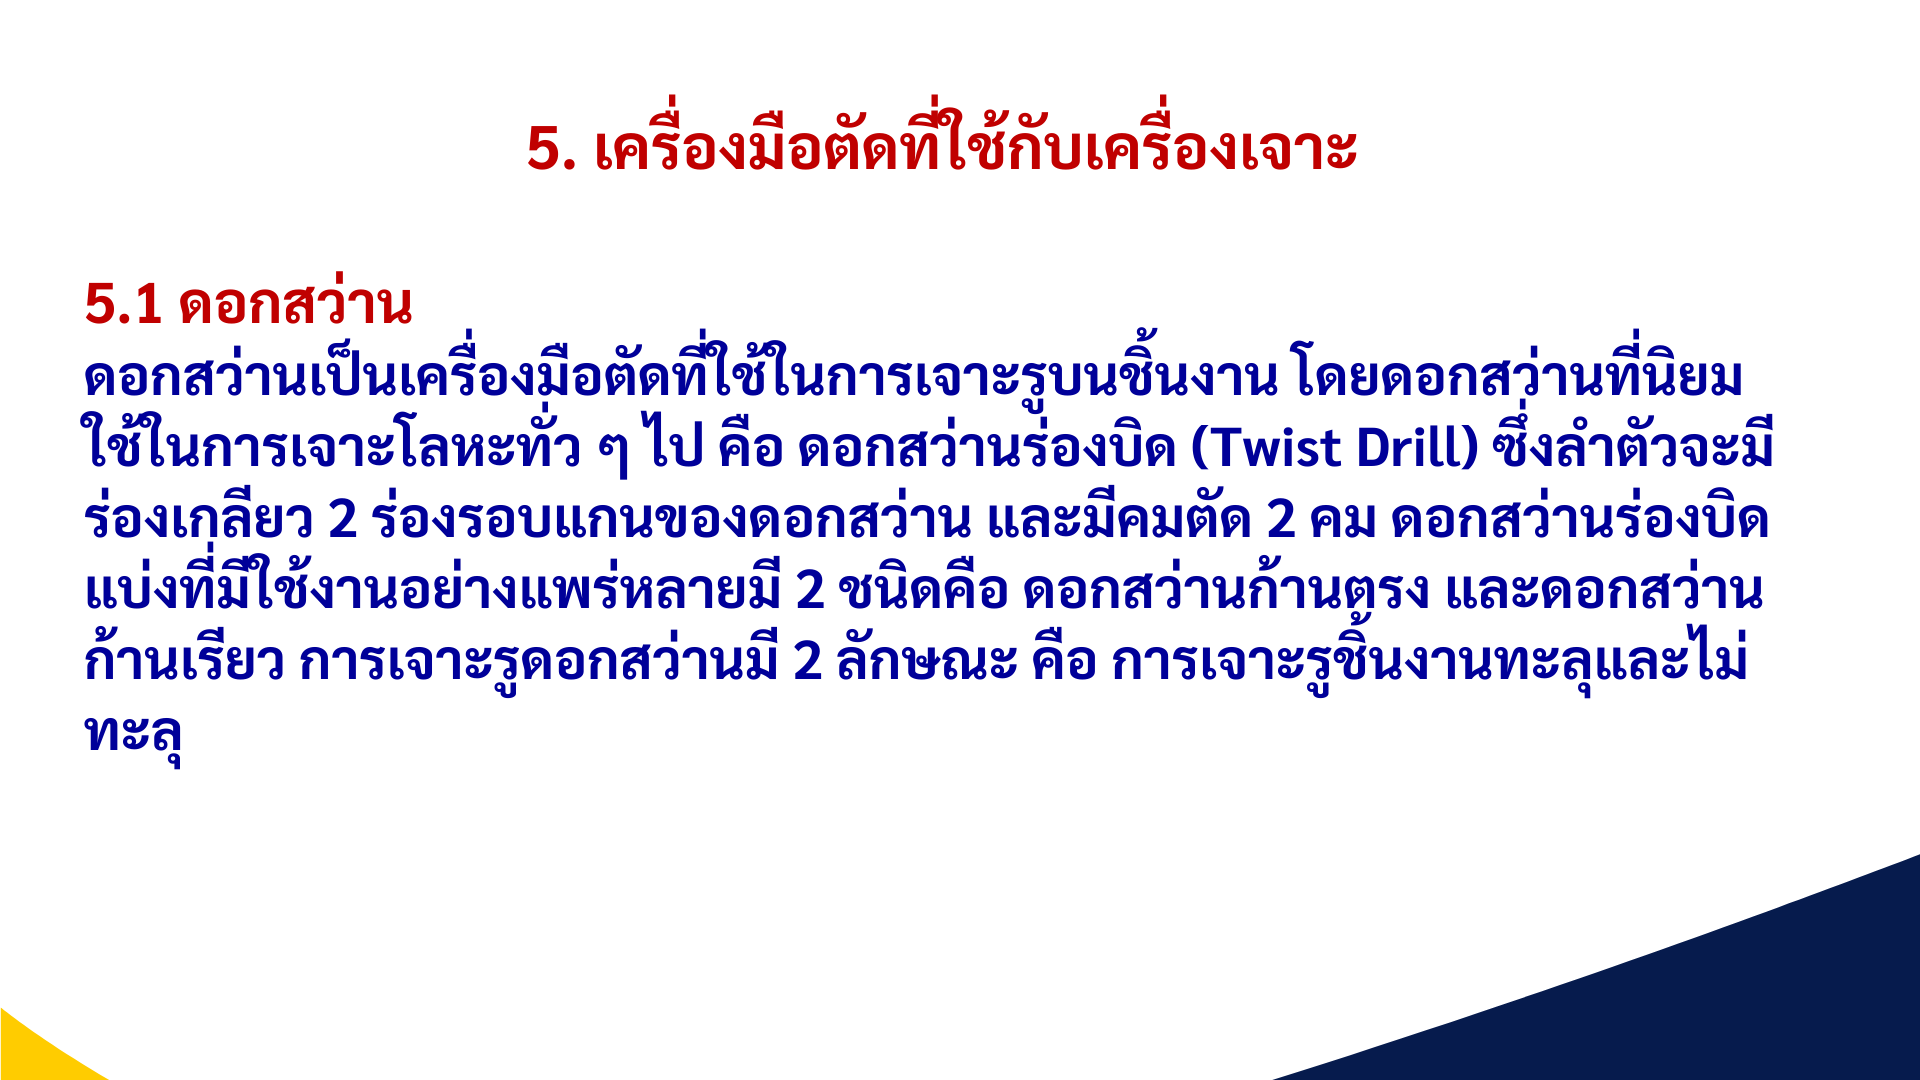 5. เครื่องมือตัดที่ใช้กับเครื่องเจาะ
5.1 ดอกสว่าน
ดอกสว่านเป็นเครื่องมือตัดที่ใช้ในการเจาะรูบนชิ้นงาน โดยดอกสว่านที่นิยม
ใช้ในการเจาะโลหะทั่ว ๆ ไป คือ ดอกสว่านร่องบิด (Twist Drill) ซึ่งลำตัวจะมี
ร่องเกลียว 2 ร่องรอบแกนของดอกสว่าน และมีคมตัด 2 คม ดอกสว่านร่องบิด
แบ่งที่มีใช้งานอย่างแพร่หลายมี 2 ชนิดคือ ดอกสว่านก้านตรง และดอกสว่าน
ก้านเรียว การเจาะรูดอกสว่านมี 2 ลักษณะ คือ การเจาะรูชิ้นงานทะลุและไม่
ทะลุ